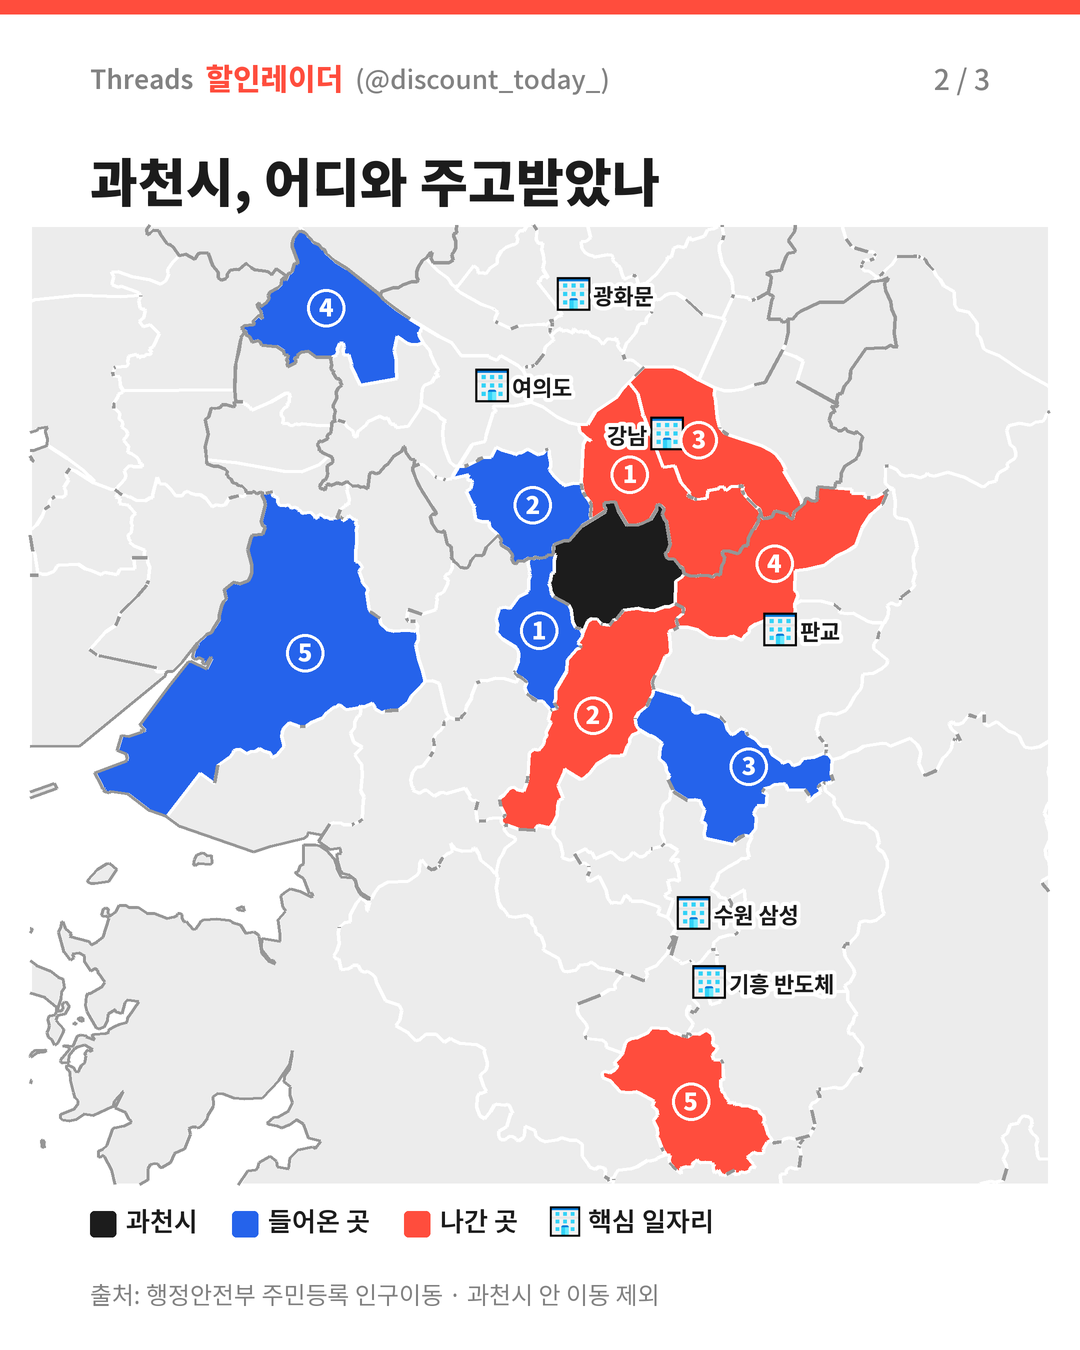 Threads 할인레이더 (@discount_today_)
2 / 3
과천시, 어디와 주고받았나
4
광화문
여의도
강남
3
1
2
4
1
판교
5
2
3
수원 삼성
기흥 반도체
5
과천시
들어온 곳
나간 곳
핵심 일자리
출처: 행정안전부 주민등록 인구이동 · 과천시 안 이동 제외